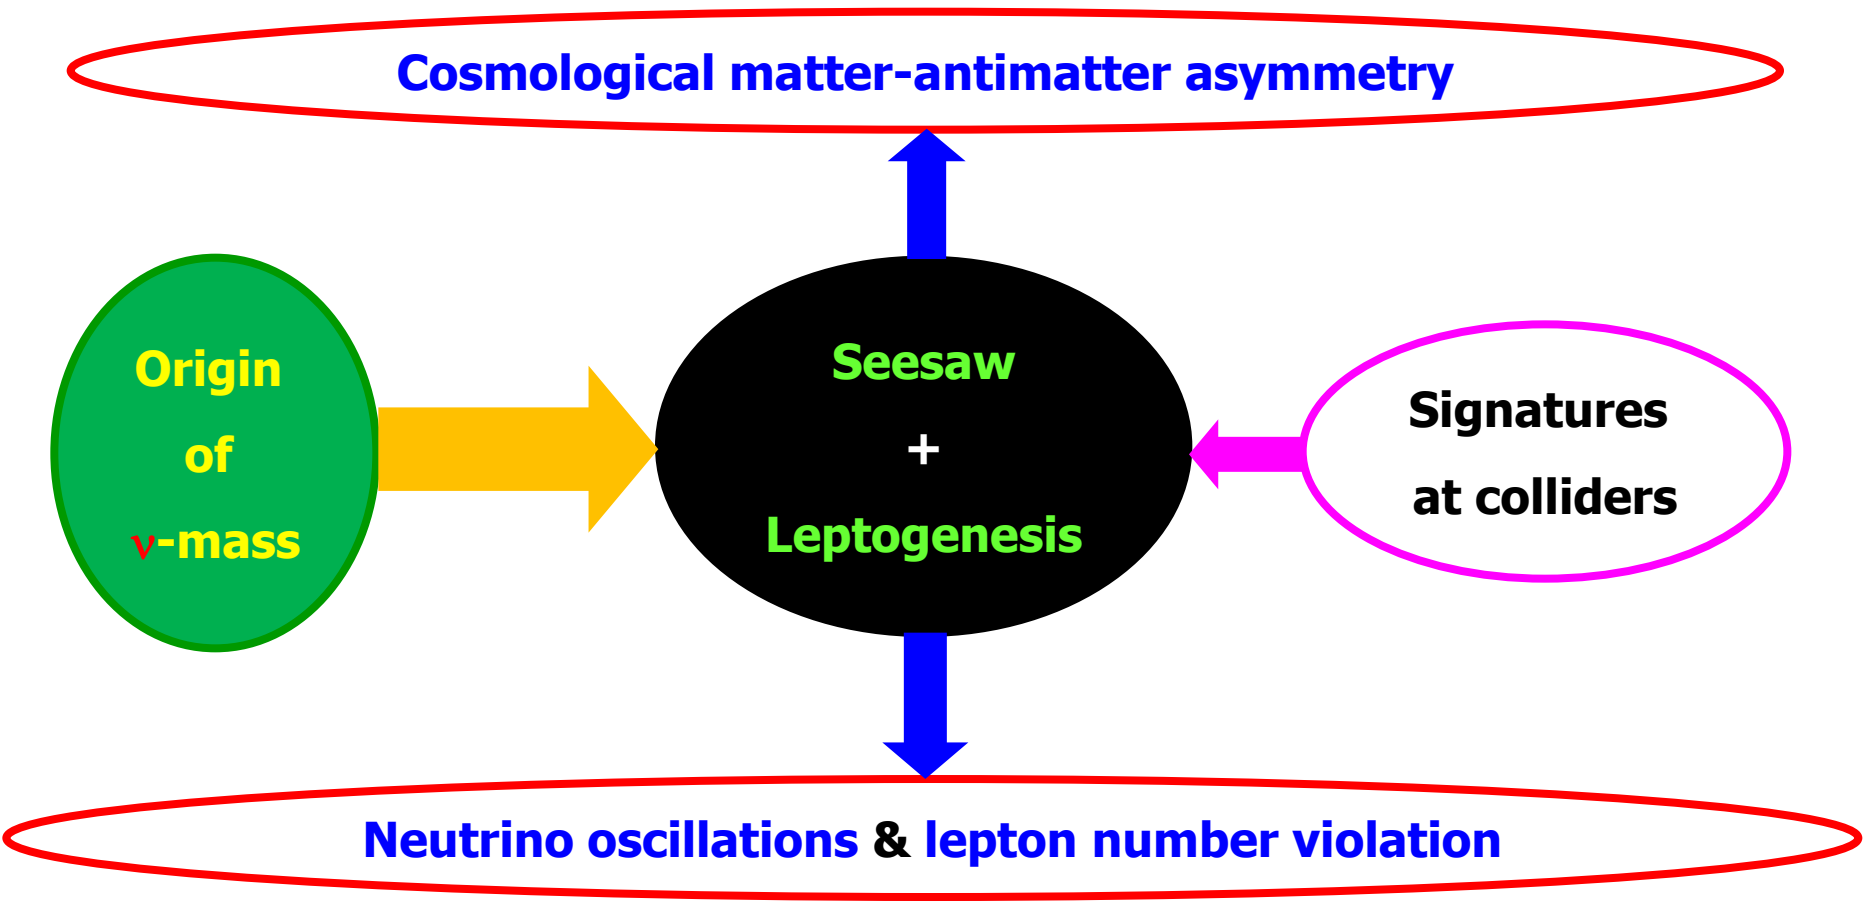 Cosmological matter-antimatter asymmetry
Origin
of
ν-mass
Seesaw
+
Leptogenesis
Signatures
at colliders
Neutrino oscillations & lepton number violation